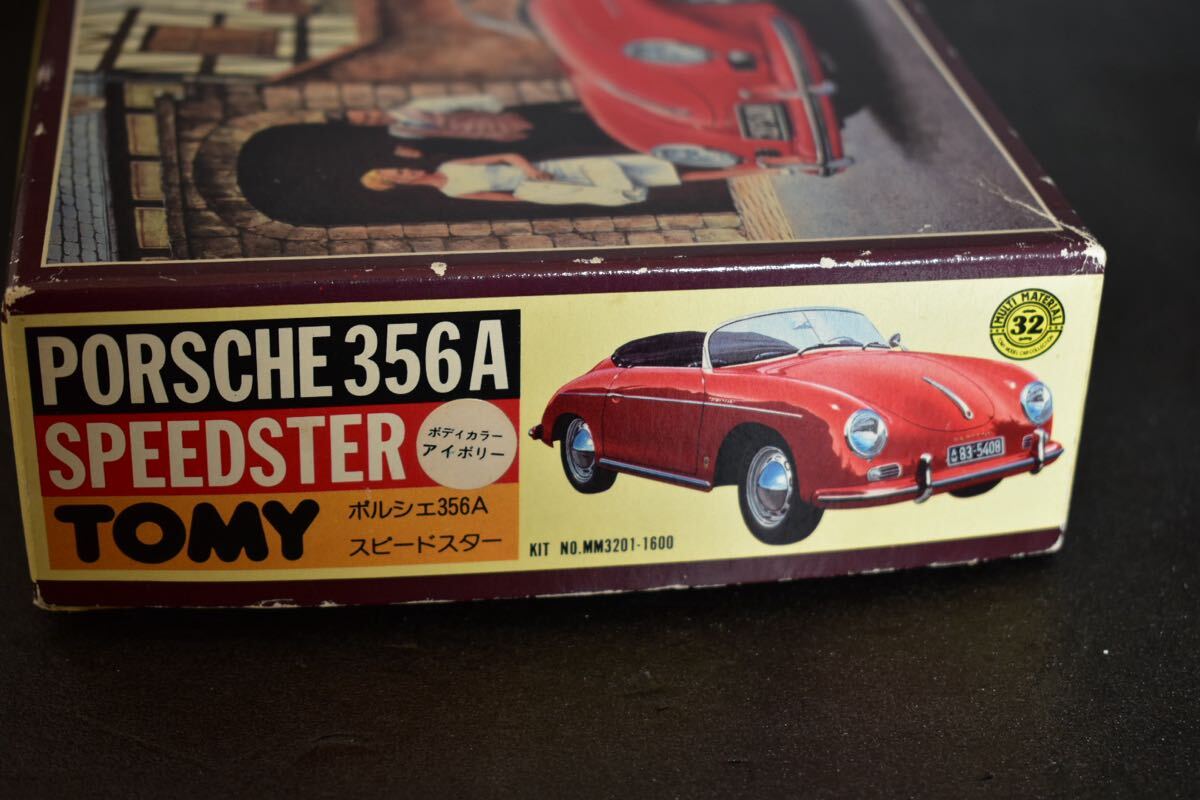 PORSCHE 356A
SPEEDSTER
ボディカラー
アイボリー
TOMY
ポルシェ356A
スピードスター
KIT NO.MM3201-1600
83-5408
MULTI MATERIAL
32